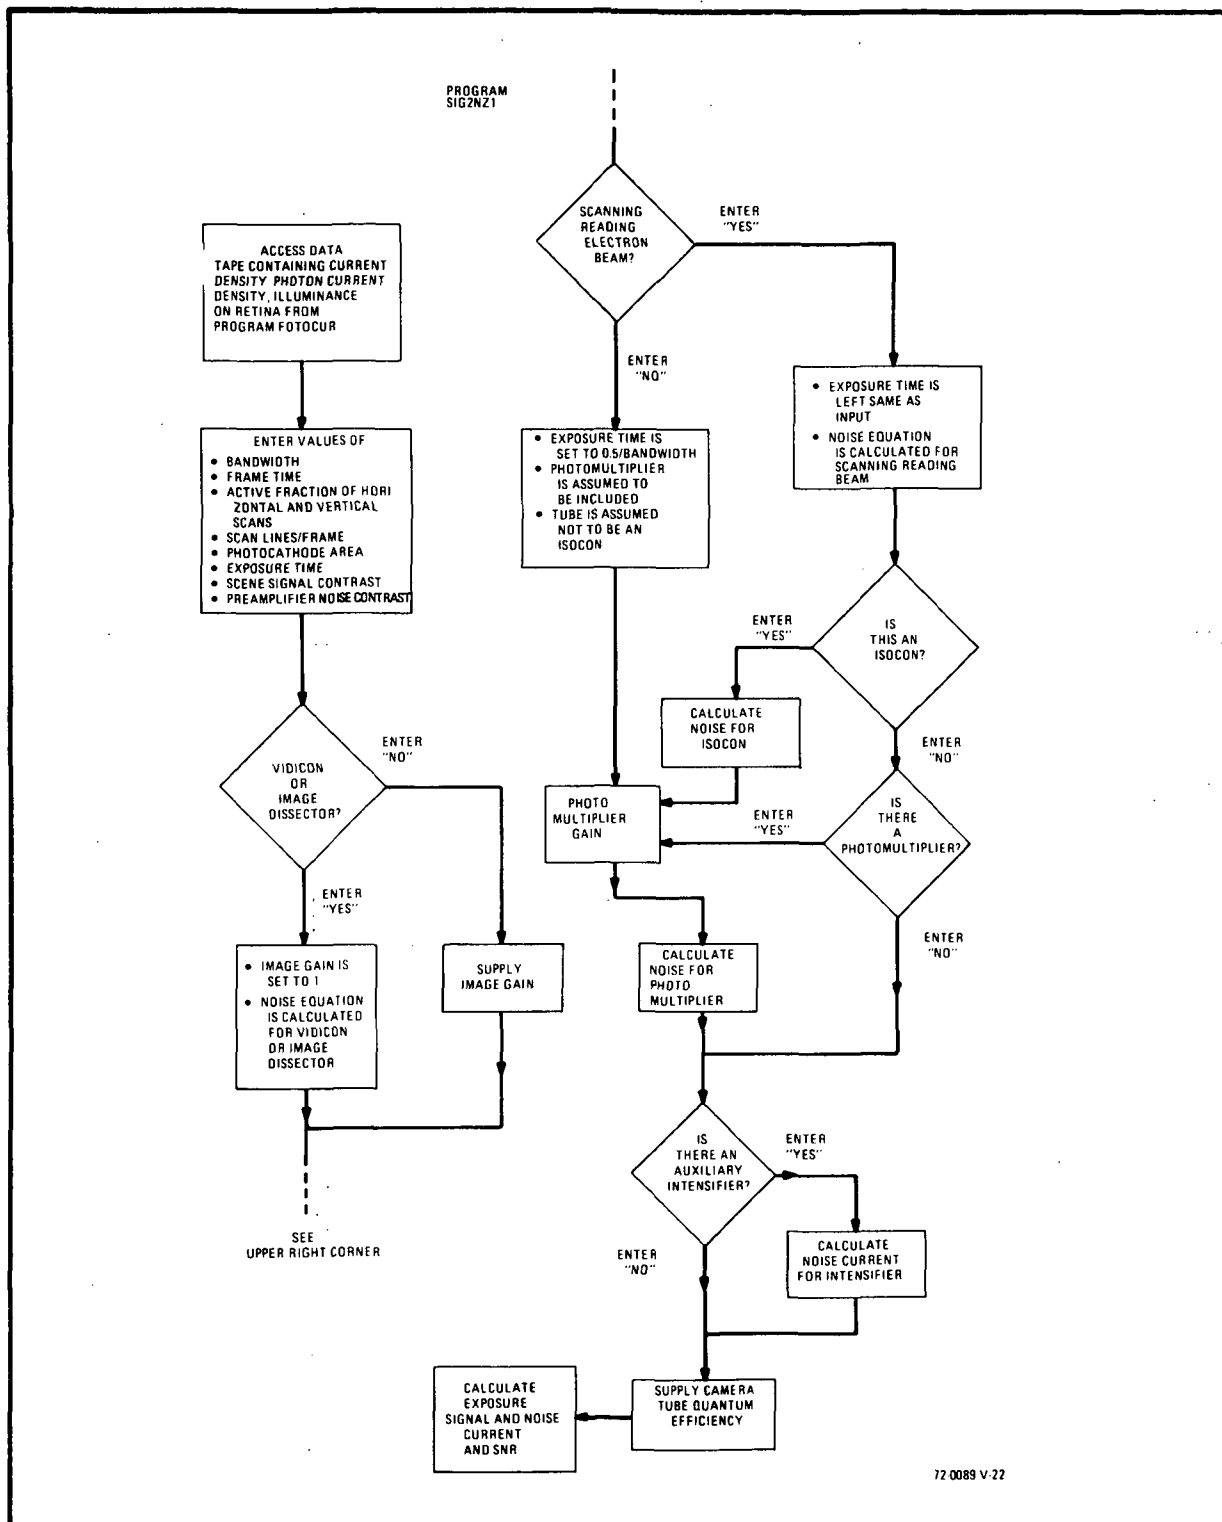 PROGRAM
SIG2NZ1
ACCESS DATA
TAPE CONTAINING CURRENT
DENSITY PHOTON CURRENT
DENSITY, ILLUMINANCE
ON RETINA FROM
PROGRAM FOTOCUR
ENTER VALUES OF
• BANDWIDTH
• FRAME TIME
• ACTIVE FRACTION OF HORI
ZONTAL AND VERTICAL
SCANS
• SCAN LINES/FRAME
• PHOTOCATHODE AREA
• EXPOSURE TIME
• SCENE SIGNAL CONTRAST
• PREAMPLIFIER NOISE CONTRAST
VIDICON
OR
IMAGE
DISSECTOR?
ENTER
"NO"
ENTER
"YES"
• IMAGE GAIN IS
SET TO 1
• NOISE EQUATION
IS CALCULATED
FOR VIDICON
OR IMAGE
DISSECTOR
SUPPLY
IMAGE GAIN
SEE
UPPER RIGHT CORNER
SCANNING
READING
ELECTRON
BEAM?
ENTER
"YES"
ENTER
"NO"
• EXPOSURE TIME IS
SET TO 0.5/BANDWIDTH
• PHOTOMULTIPLIER
IS ASSUMED TO
BE INCLUDED
• TUBE IS ASSUMED
NOT TO BE AN
ISOCON
• EXPOSURE TIME IS
LEFT SAME AS
INPUT
• NOISE EQUATION
IS CALCULATED FOR
SCANNING READING
BEAM
IS
THIS AN
ISOCON?
ENTER
"YES"
CALCULATE
NOISE FOR
ISOCON
ENTER
"NO"
IS
THERE
A
PHOTOMULTIPLIER?
ENTER
"YES"
PHOTO
MULTIPLIER
GAIN
ENTER
"NO"
CALCULATE
NOISE FOR
PHOTO
MULTIPLIER
IS
THERE AN
AUXILIARY
INTENSIFIER?
ENTER
"YES"
CALCULATE
NOISE CURRENT
FOR INTENSIFIER
ENTER
"NO"
SUPPLY CAMERA
TUBE QUANTUM
EFFICIENCY
CALCULATE
EXPOSURE
SIGNAL AND NOISE
CURRENT
AND SNR
72-0089 V-22